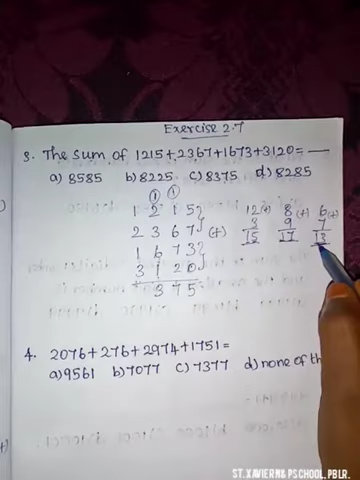 Exercise 2.7
3. The sum of 1215+2367+1673+3120=
a) 8585 b) 8225 c) 8375 d) 8285
1 1
1 2 1 5
2 3 6 7 (+)
1 6 7 3
3 1 2 0
3 7 5
12 (+) 8 (+) 6 (+)
3 9 7
15 17 13
4. 2076+276+2974+1751=
a) 9561 b) 7077 c) 7377 d) none of th
ST.XAVIER M&PSCHOOL.PBLR.